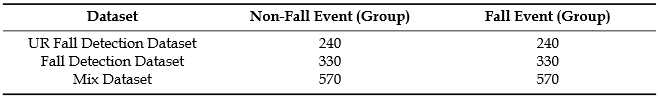 Dataset Non-Fall Event (Group) Fall Event (Group)
UR Fall Detection Dataset 240 240
Fall Detection Dataset 330 330
Mix Dataset 570 570